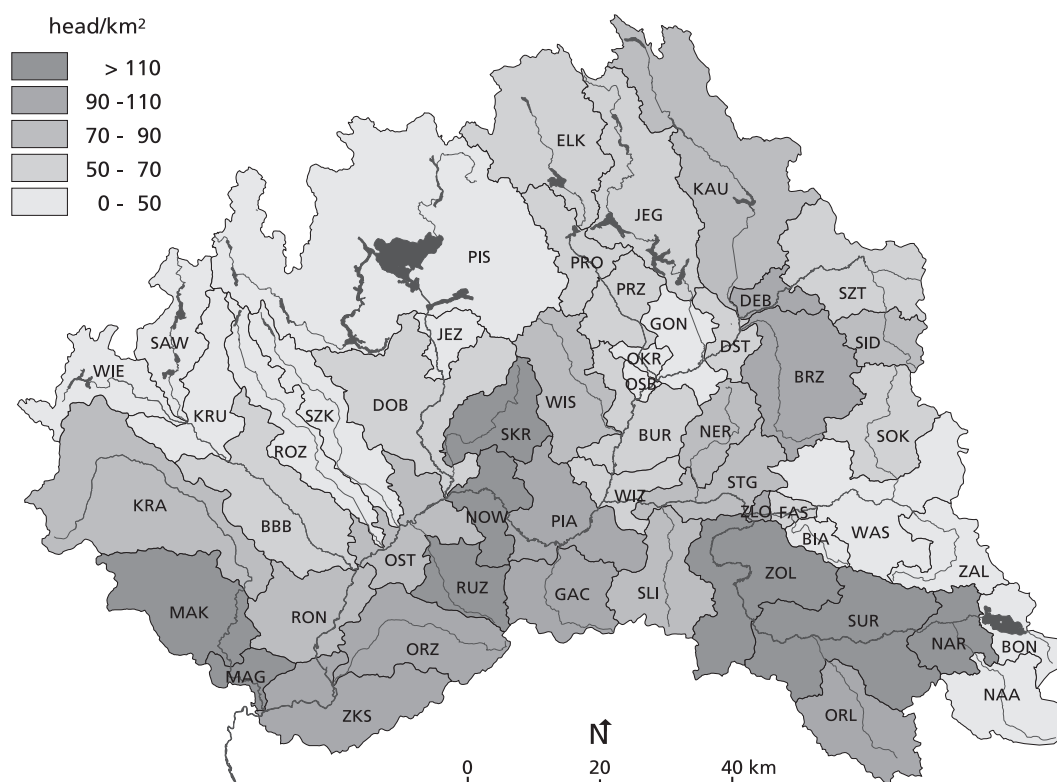 head/km²
> 110
90 -110
70 - 90
50 - 70
0 - 50
ELK
KAU
JEG
PIS
PRO
PRZ
DEB
SZT
GON
JEZ
SAW
DST
SID
OKR
WIE
OSB
BRZ
DOB
WIS
KRU
SZK
SKR
BUR
NER
SOK
ROZ
STG
WIZ
KRA
NOW
PIA
ZLO
FAS
BBB
BIA
WAS
OST
ZOL
ZAL
RUZ
GAC
SLI
MAK
RON
SUR
NAR
BON
ORZ
MAG
NAA
ZKS
ORL
N
0 20 40 km